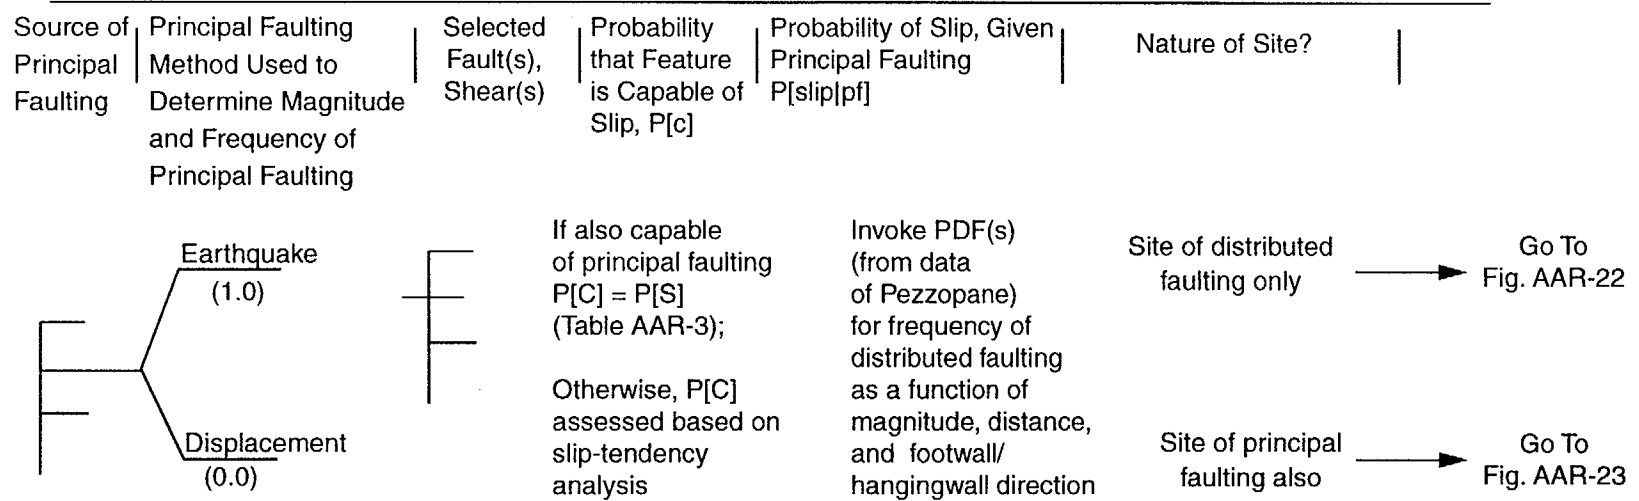 Source of
Principal
Faulting
Principal Faulting
Method Used to
Determine Magnitude
and Frequency of
Principal Faulting
Selected
Fault(s),
Shear(s)
Probability
that Feature
is Capable of
Slip, P[c]
Probability of Slip, Given
Principal Faulting
P[slip|pf]
Nature of Site?
Earthquake
(1.0)
Displacement
(0.0)
If also capable
of principal faulting
P[C] = P[S]
(Table AAR-3);
Otherwise, P[C]
assessed based on
slip-tendency
analysis
Invoke PDF(s)
(from data
of Pezzopane)
for frequency of
distributed faulting
as a function of
magnitude, distance,
and footwall/
hangingwall direction
Site of distributed
faulting only
Go To
Fig. AAR-22
Site of principal
faulting also
Go To
Fig. AAR-23